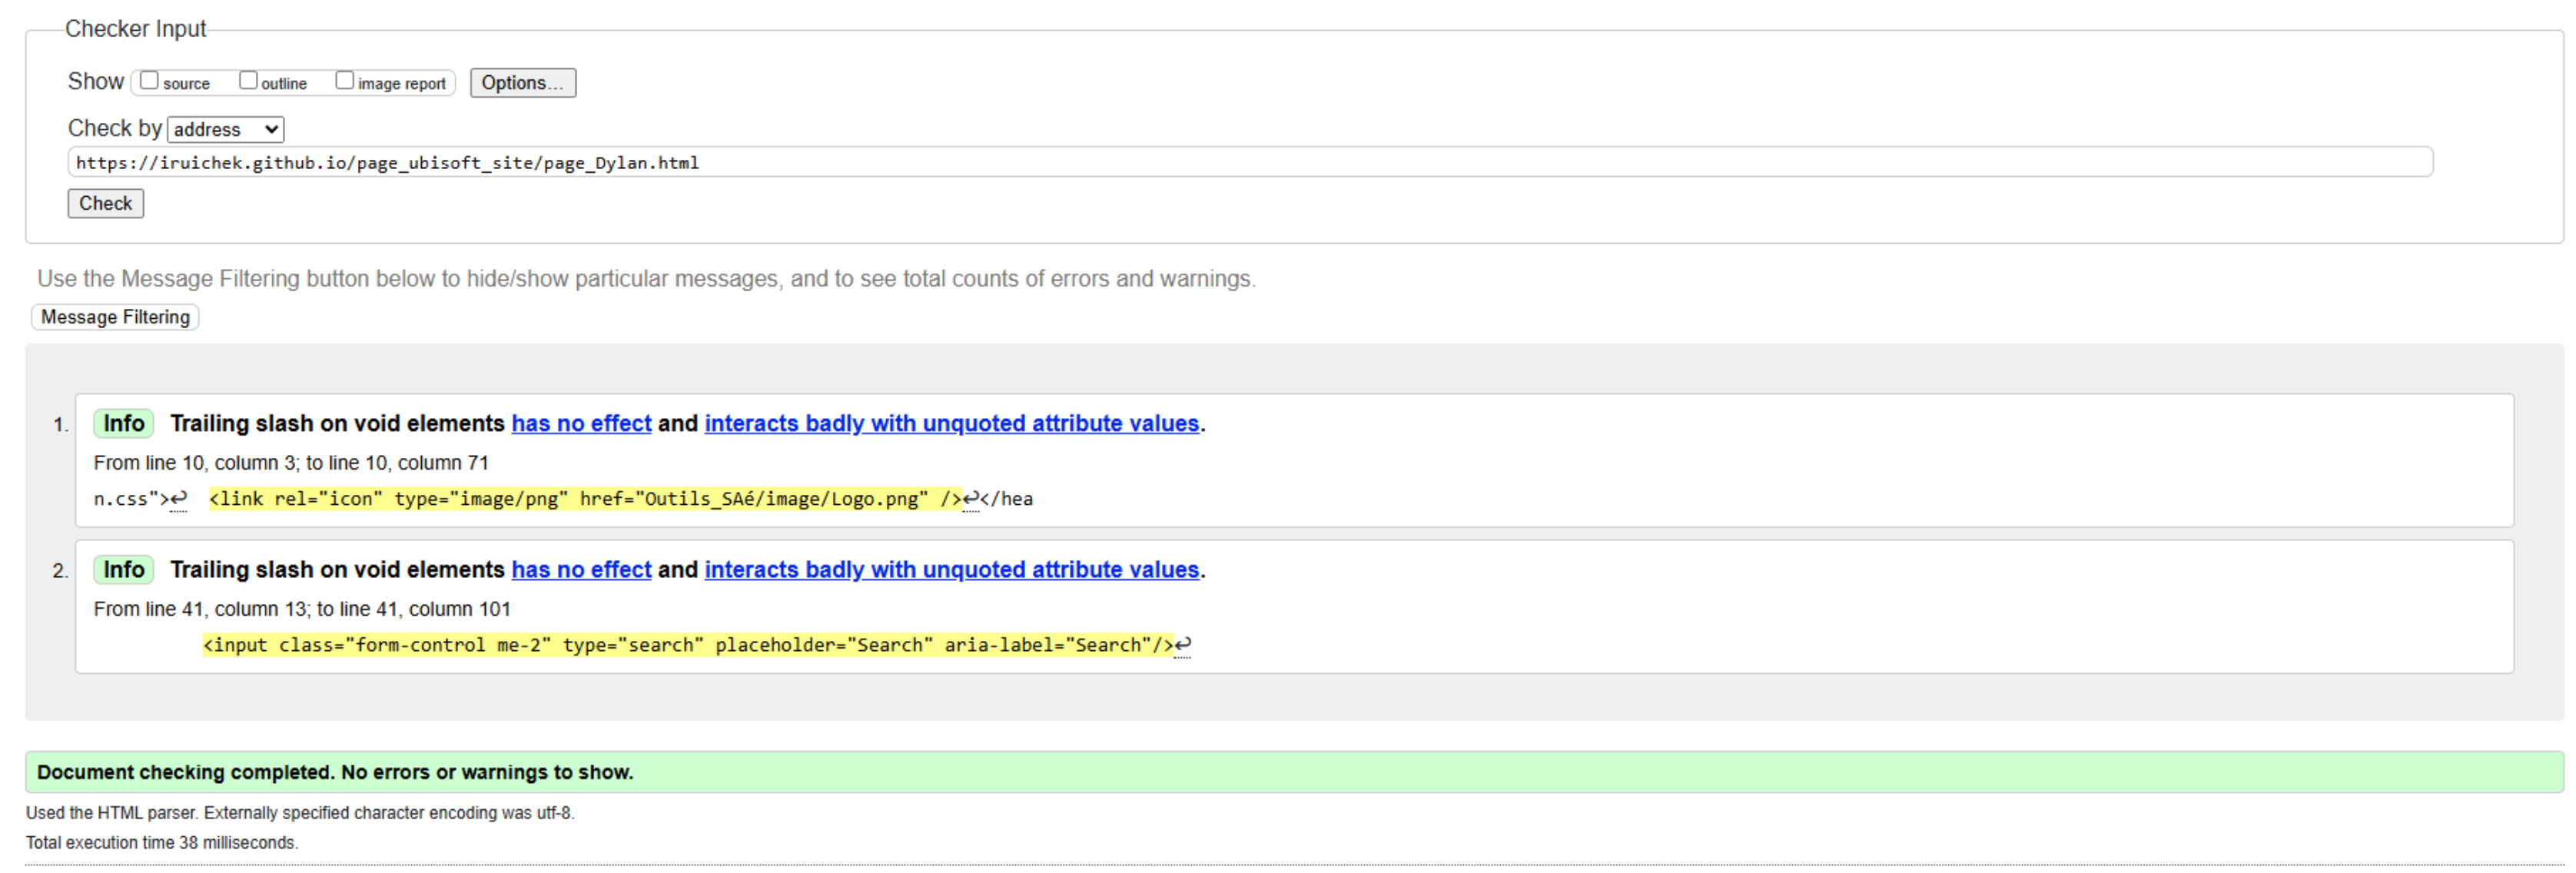 Checker Input
Show source outline image report Options...
Check by address
https://iruichek.github.io/page_ubisoft_site/page_Dylan.html
Check
Use the Message Filtering button below to hide/show particular messages, and to see total counts of errors and warnings.
Message Filtering
1. Info Trailing slash on void elements has no effect and interacts badly with unquoted attribute values.
From line 10, column 3; to line 10, column 71
n.css">↩ <link rel="icon" type="image/png" href="Outils_SAé/image/Logo.png" />↩</hea
2. Info Trailing slash on void elements has no effect and interacts badly with unquoted attribute values.
From line 41, column 13; to line 41, column 101
<input class="form-control me-2" type="search" placeholder="Search" aria-label="Search"/>↩
Document checking completed. No errors or warnings to show.
Used the HTML parser. Externally specified character encoding was utf-8.
Total execution time 38 milliseconds.